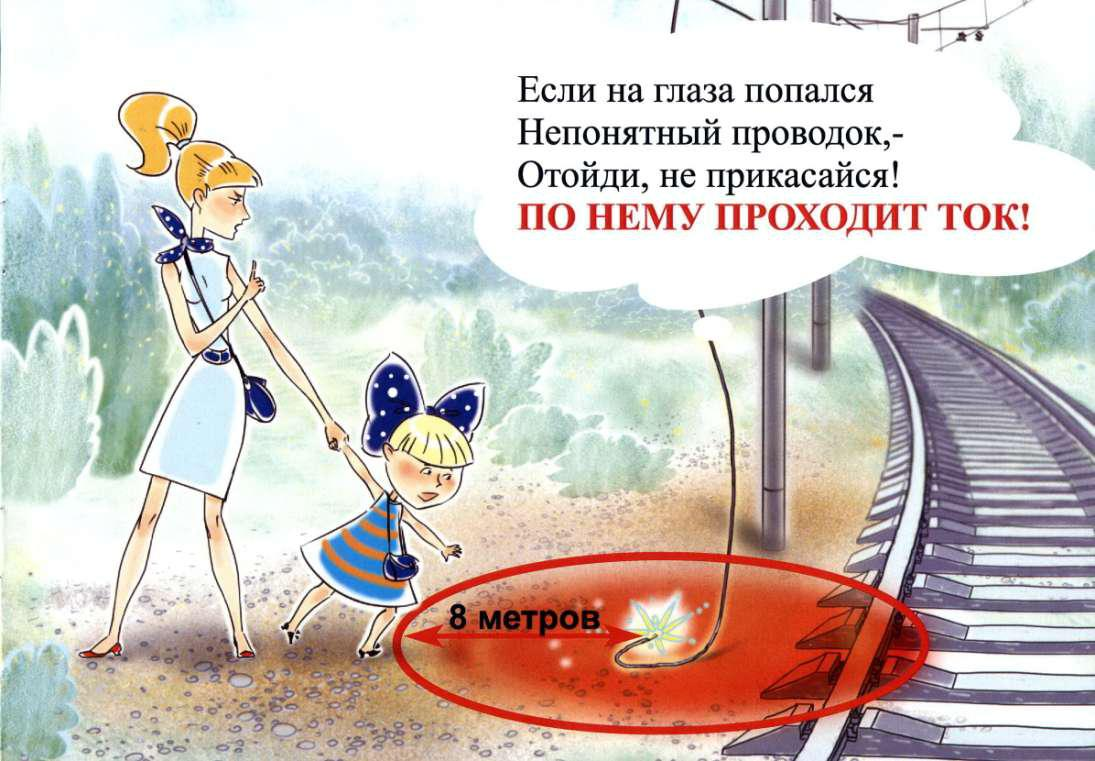 Если на глаза попался
Непонятный проводок,-
Отойди, не прикасайся!
ПО НЕМУ ПРОХОДИТ ТОК!
8 метров